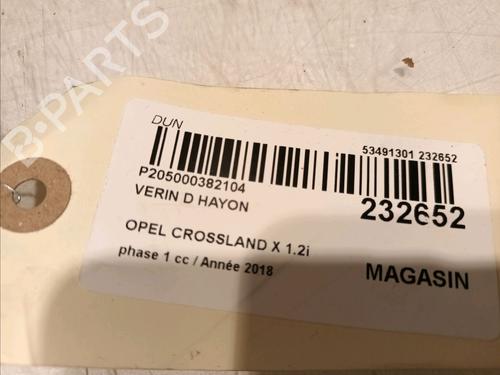 B-PARTS
DUN
53491301 232652
P205000382104
VERIN D HAYON
232652
OPEL CROSSLAND X 1.2i
phase 1 cc / Année 2018
MAGASIN